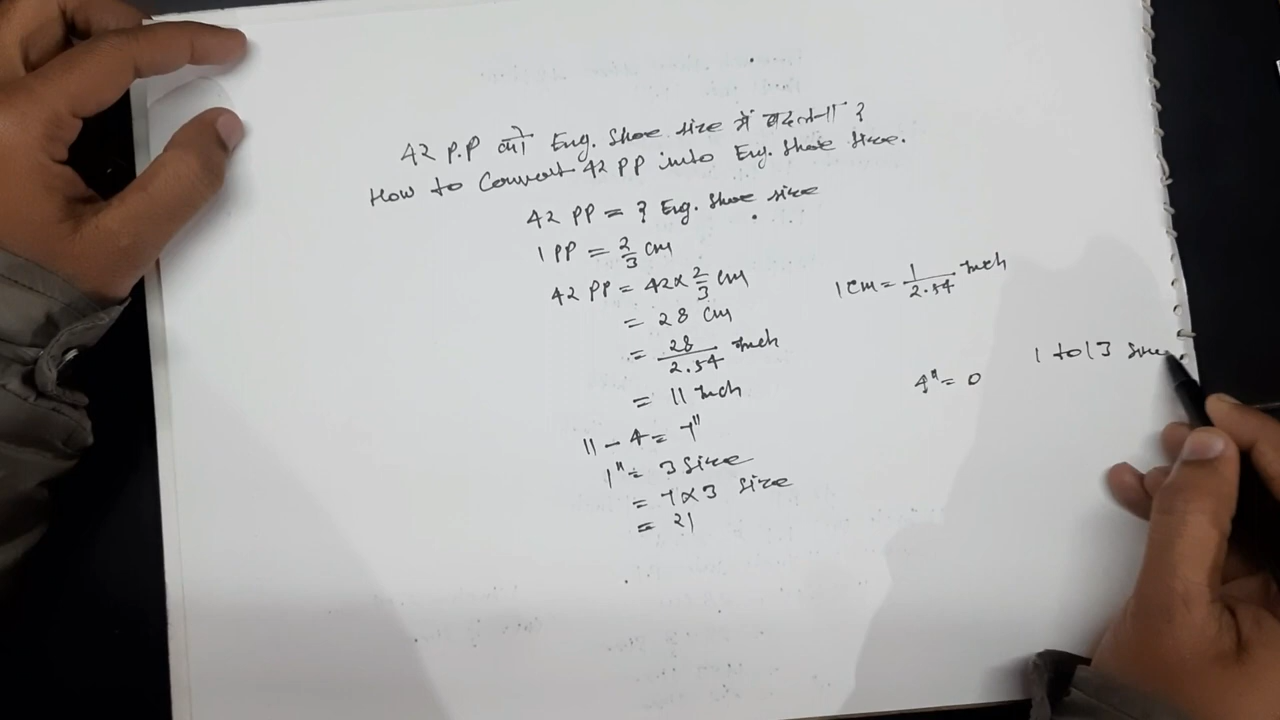 42 P.P को Eng. Shoe size में बदलना ?
How to Convert 42 PP into Eng. Shoe Size.
42 PP = ? Eng. Shoe size
1 PP = 2/3 cm
42 PP = 42 x 2/3 cm
1 cm = 1/2.54 Inch
= 28 cm
= 28/2.54 Inch
= 11 Inch
4" = 0
1 to 13 Size
11 - 4 = 7"
1" = 3 Size
= 7 x 3 Size
= 21